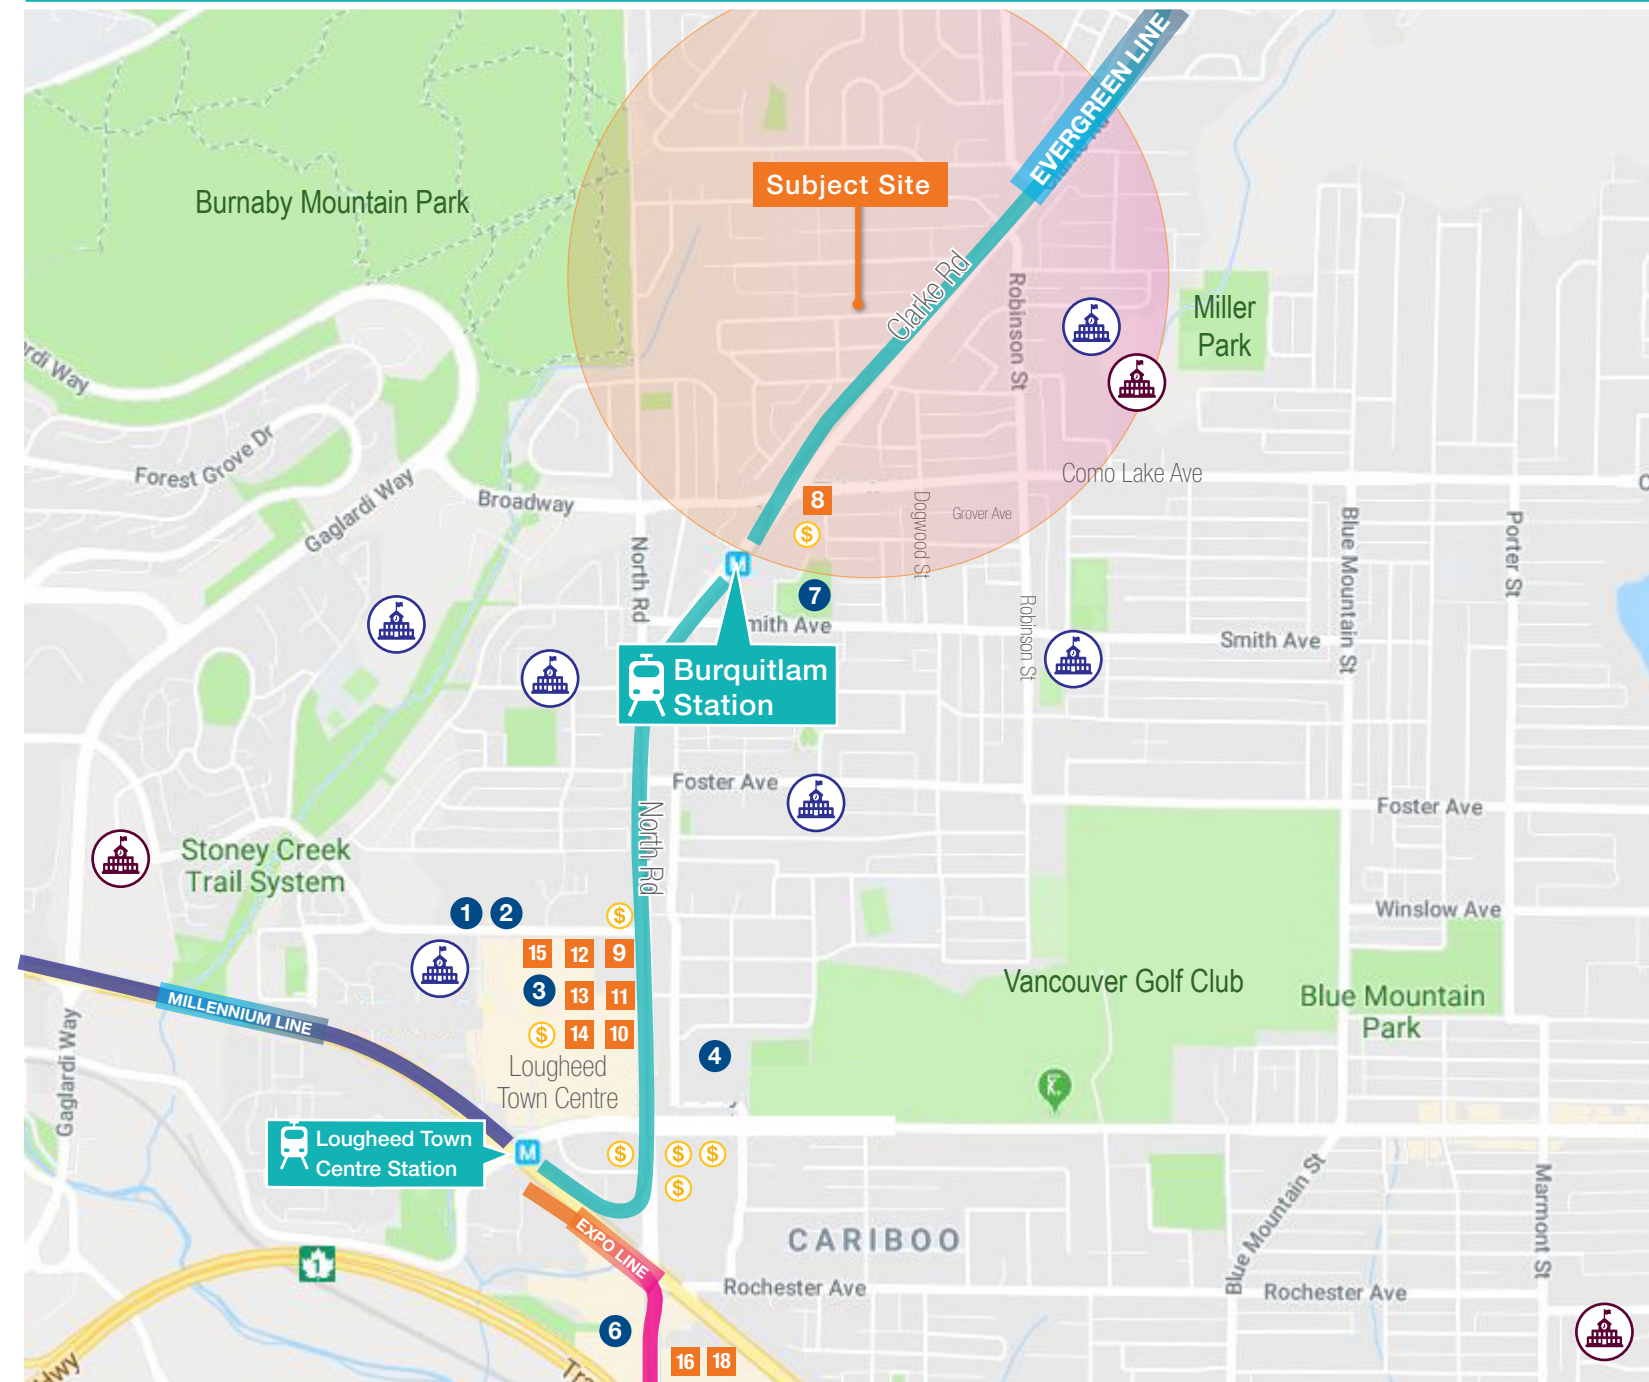 EVERGREEN LINE
Subject Site
Burnaby Mountain Park
Clarke Rd
Robinson St
Miller
Park
rdi Way
Forest Grove Dr
Gaglardi Way
Broadway
Como Lake Ave
8
$
Dogwood St
Grover Ave
Blue Mountain St
Porter St
C
North Rd
M
7
mith Ave
Robinson St
Smith Ave
Burquitlam
Station
Foster Ave
Foster Ave
North Rd
Stoney Creek
Trail System
1 2 $
Winslow Ave
15 12 9
3 13 11
$ 14 10
Vancouver Golf Club
Blue Mountain
Park
MILLENNIUM LINE
Gaglardi Way
4
Lougheed
Town Centre
Lougheed Town
Centre Station
M
$ $ $
$
EXPO LINE
CARIBOO
Blue Mountain St
Marmont St
1
Rochester Ave
Rochester Ave
6
16 18
Hwy
Tra